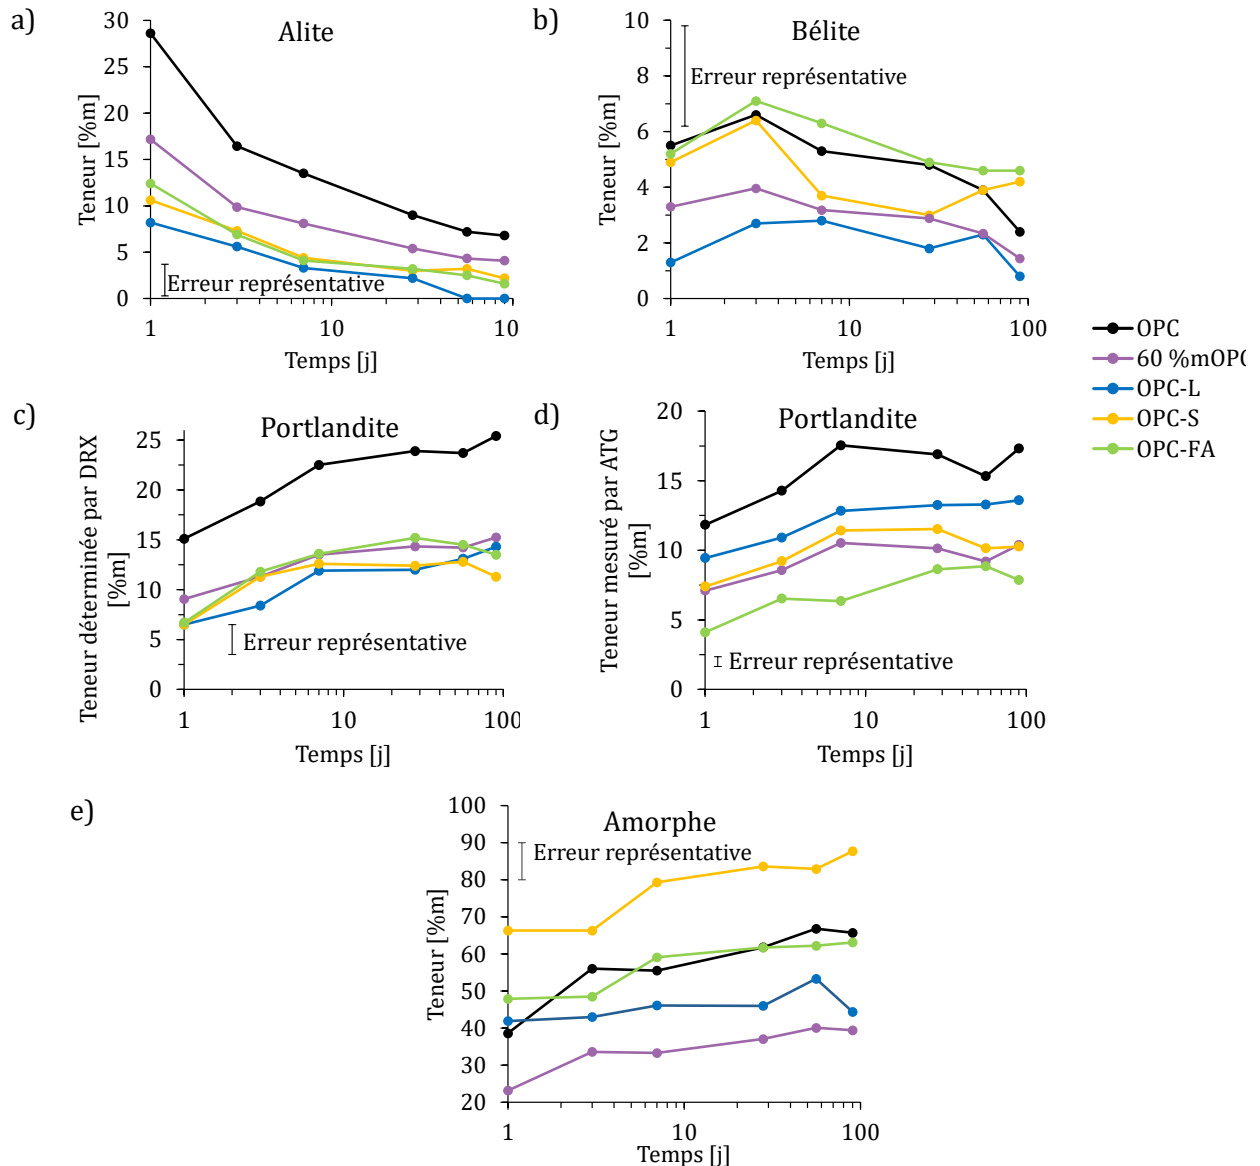 a)
Alite
Teneur [%m]
30
25
20
15
10
5
0
Erreur représentative
1
10
10
Temps [j]
b)
Bélite
Teneur [%m]
10
8
6
4
2
0
Erreur représentative
1
10
100
Temps [j]
OPC
60 %mOPC
OPC-L
OPC-S
OPC-FA
c)
Portlandite
Teneur déterminée par DRX
[%m]
25
20
15
10
5
0
Erreur représentative
1
10
100
Temps [j]
d)
Portlandite
Teneur mesuré par ATG
[%m]
20
15
10
5
0
Erreur représentative
1
10
100
Temps [j]
e)
Amorphe
Teneur [%m]
100
90
80
70
60
50
40
30
20
Erreur représentative
1
10
100
Temps [j]